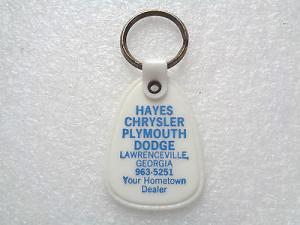 HAYES
CHRYSLER
PLYMOUTH
DODGE
LAWRENCEVILLE,
GEORGIA
963-5251
Your Hometown
Dealer